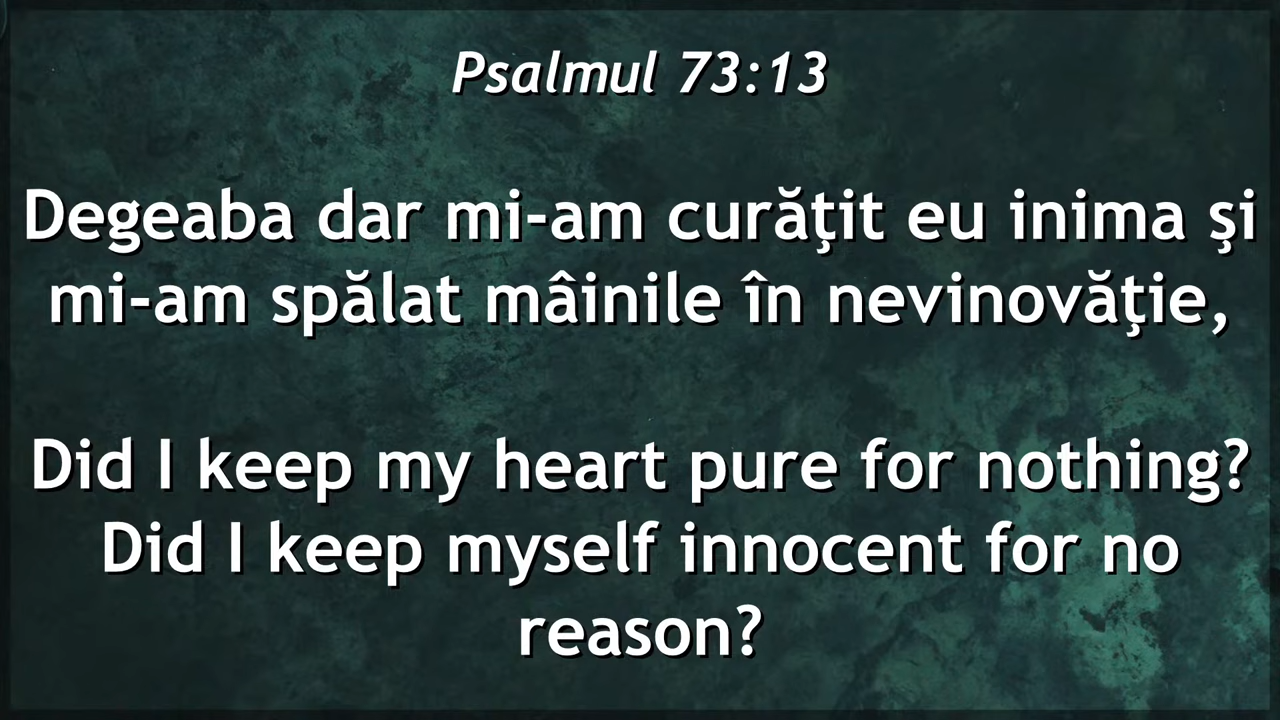 Psalmul 73:13
Degeaba dar mi-am curăţit eu inima şi
mi-am spălat mâinile în nevinovăţie,
Did I keep my heart pure for nothing?
Did I keep myself innocent for no
reason?